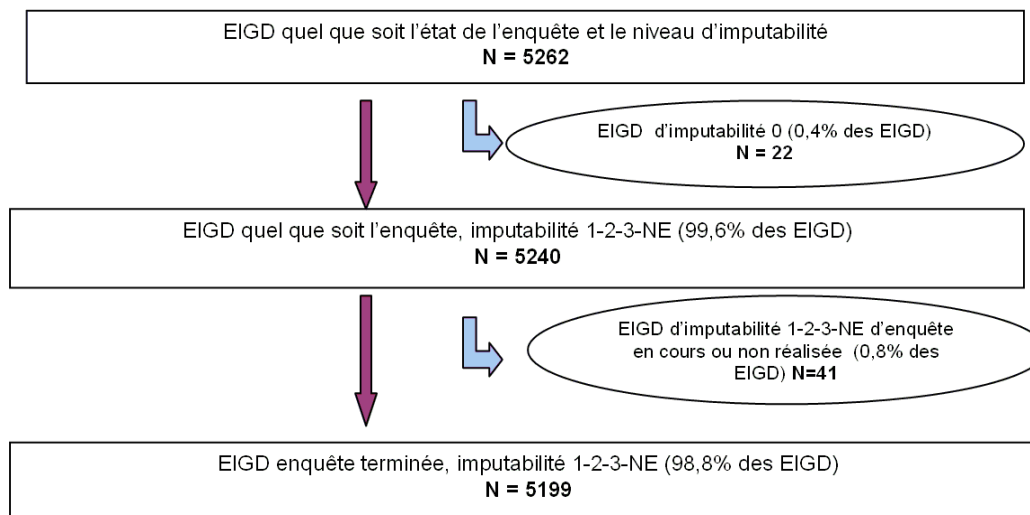 EIGD quel que soit l'état de l'enquête et le niveau d'imputabilité
N = 5262
EIGD d'imputabilité 0 (0,4% des EIGD)
N = 22
EIGD quel que soit l'enquête, imputabilité 1-2-3-NE (99,6% des EIGD)
N = 5240
EIGD d'imputabilité 1-2-3-NE d'enquête
en cours ou non réalisée (0,8% des
EIGD) N=41
EIGD enquête terminée, imputabilité 1-2-3-NE (98,8% des EIGD)
N = 5199